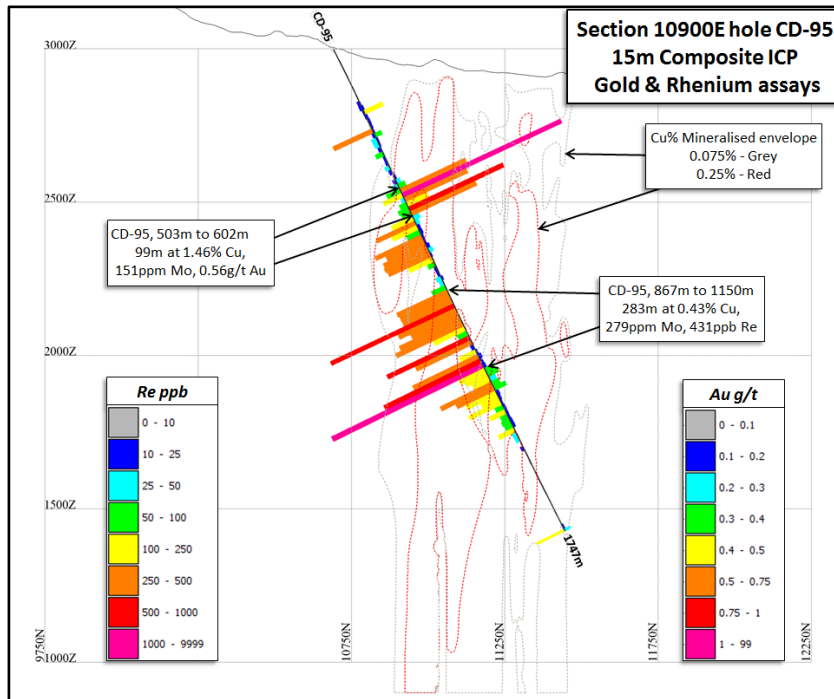 Section 10900E hole CD-95
15m Composite ICP
Gold & Rhenium assays
CD-95
3000Z
Cu% Mineralised envelope
0.075% - Grey
0.25% - Red
2500Z
CD-95, 503m to 602m
99m at 1.46% Cu,
151ppm Mo, 0.56g/t Au
CD-95, 867m to 1150m
283m at 0.43% Cu,
279ppm Mo, 431ppb Re
2000Z
Re ppb
0 - 10
10 - 25
25 - 50
50 - 100
100 - 250
250 - 500
500 - 1000
1000 - 9999
Au g/t
0 - 0.1
0.1 - 0.2
0.2 - 0.3
0.3 - 0.4
0.4 - 0.5
0.5 - 0.75
0.75 - 1
1 - 99
1500Z
1747m
1000Z
9750N
10750N
11250N
11750N
12250N